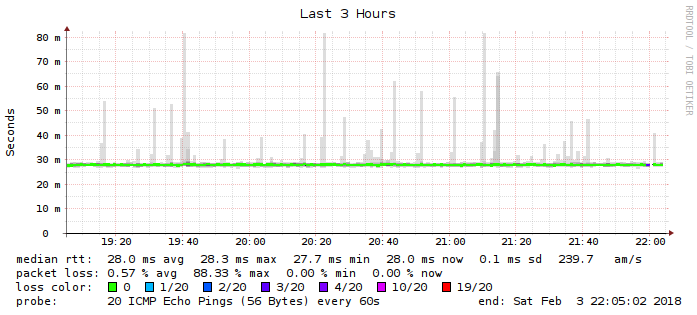 Last 3 Hours
RRDTOOL / TOBI OETIKER
Seconds
80 m
70 m
60 m
50 m
40 m
30 m
20 m
10 m
0
19:20 19:40 20:00 20:20 20:40 21:00 21:20 21:40 22:00
median rtt: 28.0 ms avg 28.3 ms max 27.7 ms min 28.0 ms now 0.1 ms sd 239.7 am/s
packet loss: 0.57 % avg 88.33 % max 0.00 % min 0.00 % now
loss color: 0 1/20 2/20 3/20 4/20 10/20 19/20
probe: 20 ICMP Echo Pings (56 Bytes) every 60s end: Sat Feb 3 22:05:02 2018